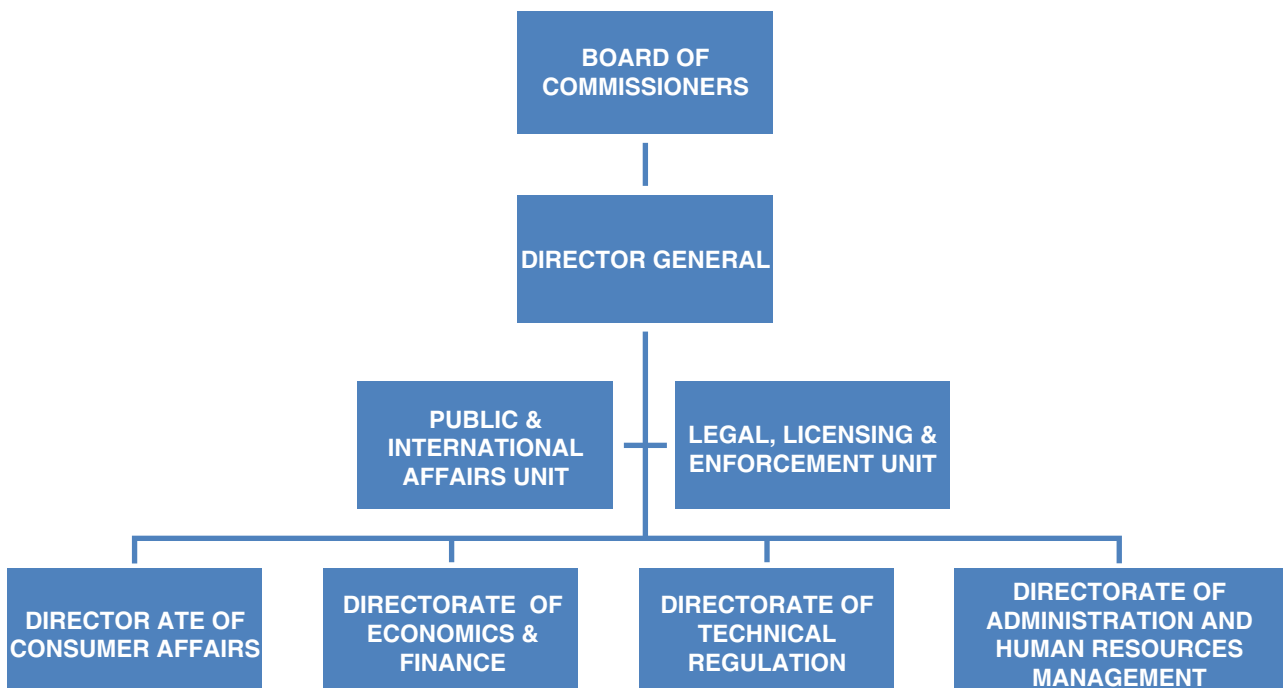 BOARD OF
COMMISSIONERS
DIRECTOR GENERAL
PUBLIC &
INTERNATIONAL
AFFAIRS UNIT
LEGAL, LICENSING &
ENFORCEMENT UNIT
DIRECTOR ATE OF
CONSUMER AFFAIRS
DIRECTORATE OF
ECONOMICS &
FINANCE
DIRECTORATE OF
TECHNICAL
REGULATION
DIRECTORATE OF
ADMINISTRATION AND
HUMAN RESOURCES
MANAGEMENT